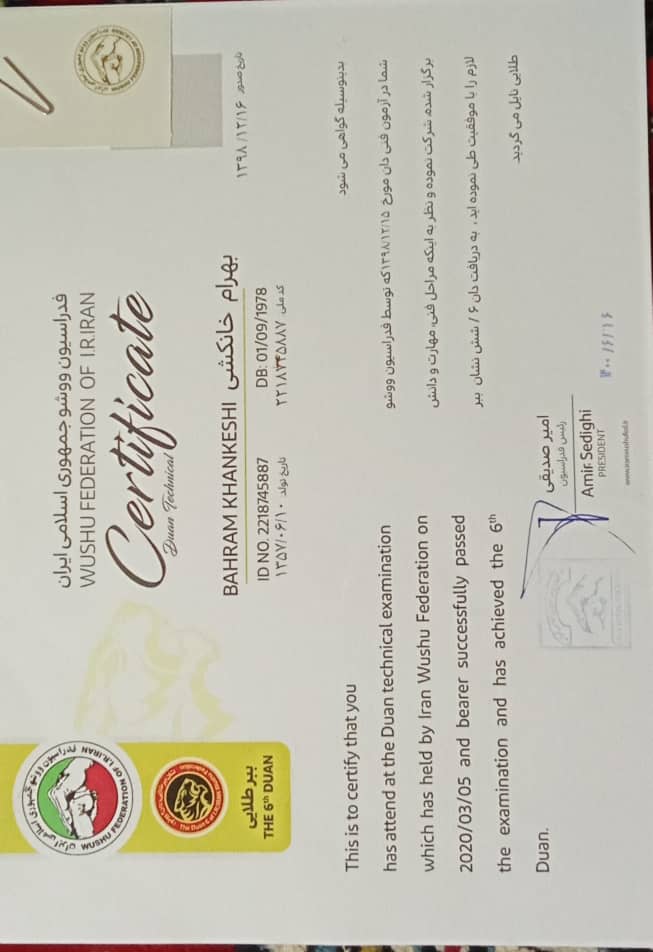 فدراسیون ووشو جمهوری اسلامی ایران
WUSHU FEDERATION OF I.R.IRAN
Certificate
Duan Technical
تاریخ صدور ۱۳۹۸/۱۲/۱۶
ببر طلایی
THE 6th DUAN
BAHRAM KHANKESHI بهرام خانکشی
ID NO. 2218745887 DB: 01/09/1978
تاریخ تولد ۱۳۵۷/۰۶/۱۰ کد ملی ۲۲۱۸۷۴۵۸۸۷
This is to certify that you
has attend at the Duan technical examination
which has held by Iran Wushu Federation on
2020/03/05 and bearer successfully passed
the examination and has achieved the 6th
Duan.
بدینوسیله گواهی می شود
شما در آزمون فنی دان مورخ ۱۳۹۸/۱۲/۱۵ که توسط فدراسیون ووشو
برگزار شده، شرکت نموده و نظر به اینکه مراحل فنی، مهارت و دانش
لازم را با موفقیت طی نموده اید، به دریافت دان ۶ / شش نشان ببر
طلایی نایل می گردید
امیر صدیقی
رئیس فدراسیون
Amir Sedighi
PRESIDENT